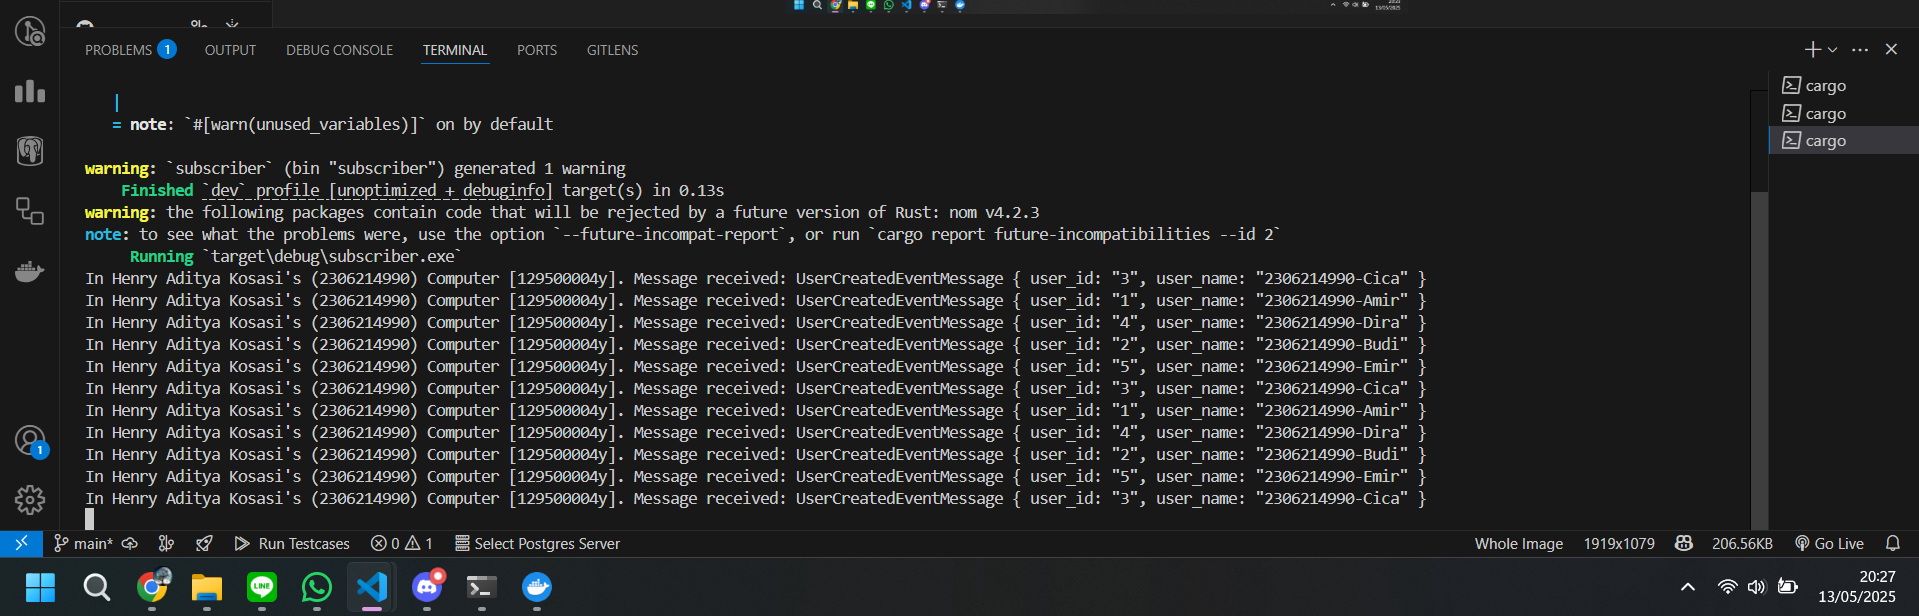 20:23
13/05/2025
PROBLEMS 1 OUTPUT DEBUG CONSOLE TERMINAL PORTS GITLENS
cargo
cargo
cargo
|
= note: `#[warn(unused_variables)]` on by default
warning: `subscriber` (bin "subscriber") generated 1 warning
Finished `dev` profile [unoptimized + debuginfo] target(s) in 0.13s
warning: the following packages contain code that will be rejected by a future version of Rust: nom v4.2.3
note: to see what the problems were, use the option `--future-incompat-report`, or run `cargo report future-incompatibilities --id 2`
Running `target\debug\subscriber.exe`
In Henry Aditya Kosasi's (2306214990) Computer [129500004y]. Message received: UserCreatedEventMessage { user_id: "3", user_name: "2306214990-Cica" }
In Henry Aditya Kosasi's (2306214990) Computer [129500004y]. Message received: UserCreatedEventMessage { user_id: "1", user_name: "2306214990-Amir" }
In Henry Aditya Kosasi's (2306214990) Computer [129500004y]. Message received: UserCreatedEventMessage { user_id: "4", user_name: "2306214990-Dira" }
In Henry Aditya Kosasi's (2306214990) Computer [129500004y]. Message received: UserCreatedEventMessage { user_id: "2", user_name: "2306214990-Budi" }
In Henry Aditya Kosasi's (2306214990) Computer [129500004y]. Message received: UserCreatedEventMessage { user_id: "5", user_name: "2306214990-Emir" }
In Henry Aditya Kosasi's (2306214990) Computer [129500004y]. Message received: UserCreatedEventMessage { user_id: "3", user_name: "2306214990-Cica" }
In Henry Aditya Kosasi's (2306214990) Computer [129500004y]. Message received: UserCreatedEventMessage { user_id: "1", user_name: "2306214990-Amir" }
In Henry Aditya Kosasi's (2306214990) Computer [129500004y]. Message received: UserCreatedEventMessage { user_id: "4", user_name: "2306214990-Dira" }
In Henry Aditya Kosasi's (2306214990) Computer [129500004y]. Message received: UserCreatedEventMessage { user_id: "2", user_name: "2306214990-Budi" }
In Henry Aditya Kosasi's (2306214990) Computer [129500004y]. Message received: UserCreatedEventMessage { user_id: "5", user_name: "2306214990-Emir" }
In Henry Aditya Kosasi's (2306214990) Computer [129500004y]. Message received: UserCreatedEventMessage { user_id: "3", user_name: "2306214990-Cica" }
1
main* Run Testcases 0 1 Select Postgres Server Whole Image 1919x1079 206.56KB Go Live
LINE
20:27
13/05/2025